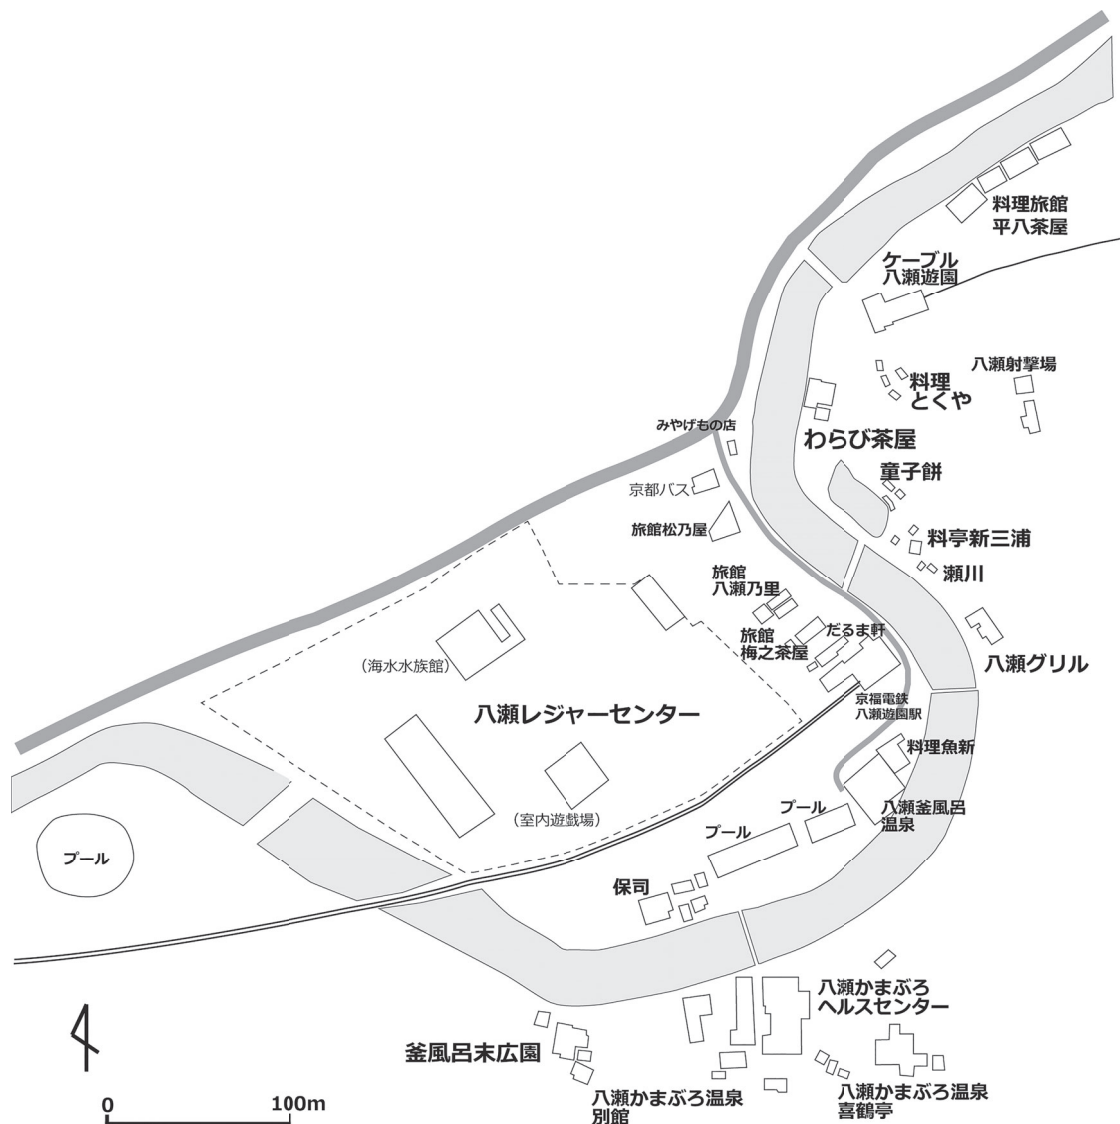 料理旅館
平八茶屋
ケーブル
八瀬遊園
八瀬射撃場
料理
とくや
みやげもの店
わらび茶屋
童子餅
京都バス
旅館松乃屋
料亭新三浦
瀬川
旅館
八瀬乃里
だるま軒
旅館
梅之茶屋
八瀬グリル
(海水水族館)
京福電鉄
八瀬遊園駅
八瀬レジャーセンター
料理魚新
プール
八瀬釜風呂
温泉
(室内遊戯場)
プール
プール
保司
八瀬かまぶろ
ヘルスセンター
釜風呂末広園
八瀬かまぶろ温泉
別館
八瀬かまぶろ温泉
喜鶴亭
0 100m